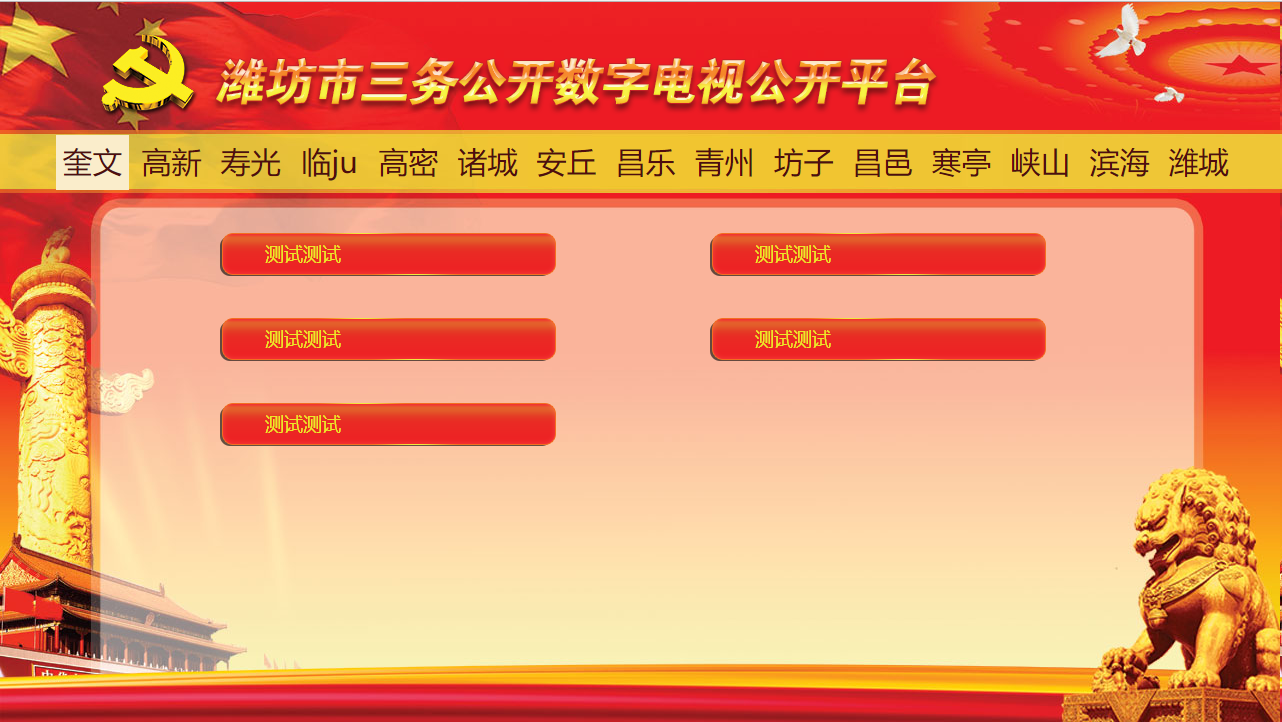 潍坊市三务公开数字电视公开平台
奎文 高新 寿光 临ju 高密 诸城 安丘 昌乐 青州 坊子 昌邑 寒亭 峡山 滨海 潍城
测试测试 测试测试
测试测试 测试测试
测试测试